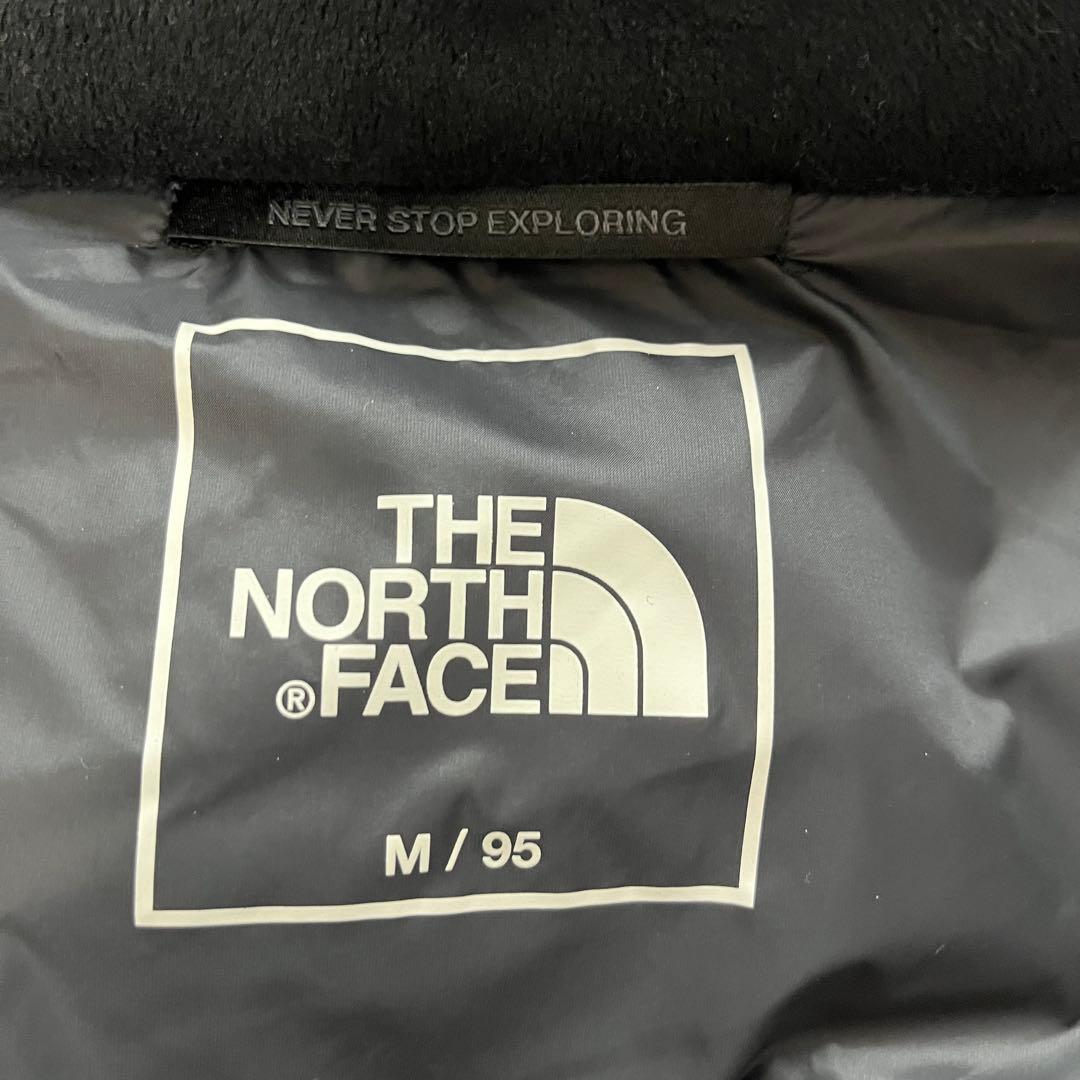 NEVER STOP EXPLORING
THE
NORTH
®FACE
M / 95